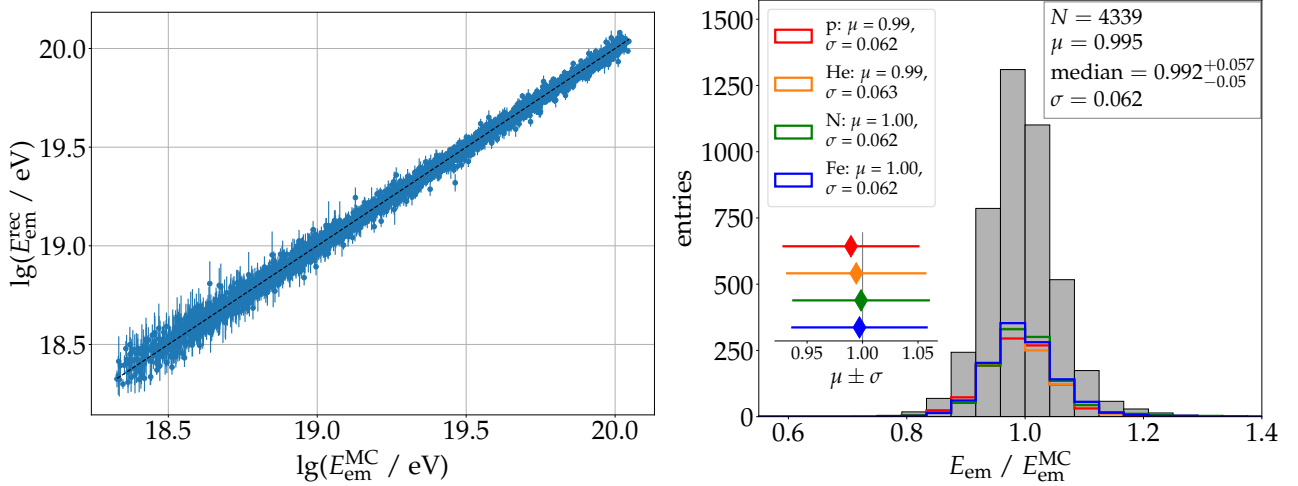 20.0
19.5
19.0
18.5
lg(E_em^rec / eV)
18.5 19.0 19.5 20.0
lg(E_em^MC / eV)
1500
1250
1000
750
500
250
0
entries
p: μ = 0.99,
σ = 0.062
He: μ = 0.99,
σ = 0.063
N: μ = 1.00,
σ = 0.062
Fe: μ = 1.00,
σ = 0.062
N = 4339
μ = 0.995
median = 0.992^{+0.057}_{-0.05}
σ = 0.062
0.95 1.00 1.05
μ ± σ
0.6 0.8 1.0 1.2 1.4
E_em / E_em^MC